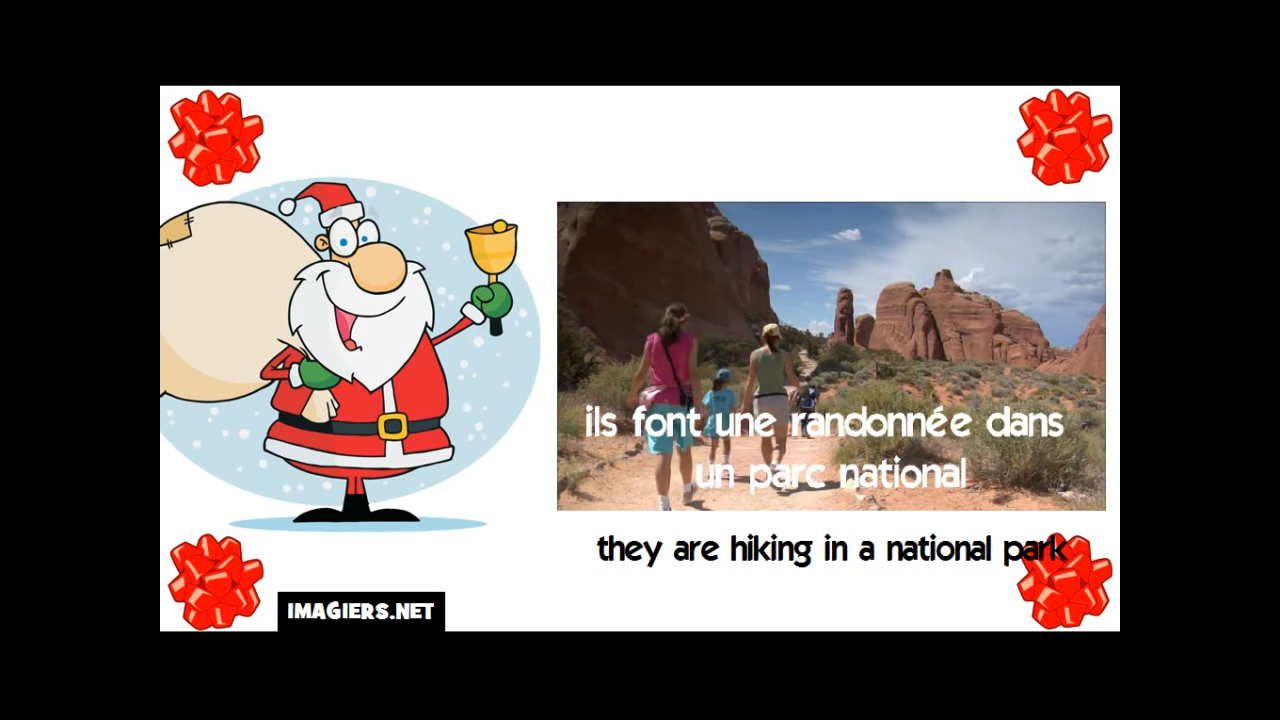 ils font une randonnée dans
un parc national
they are hiking in a national park
IMAGIERS.NET